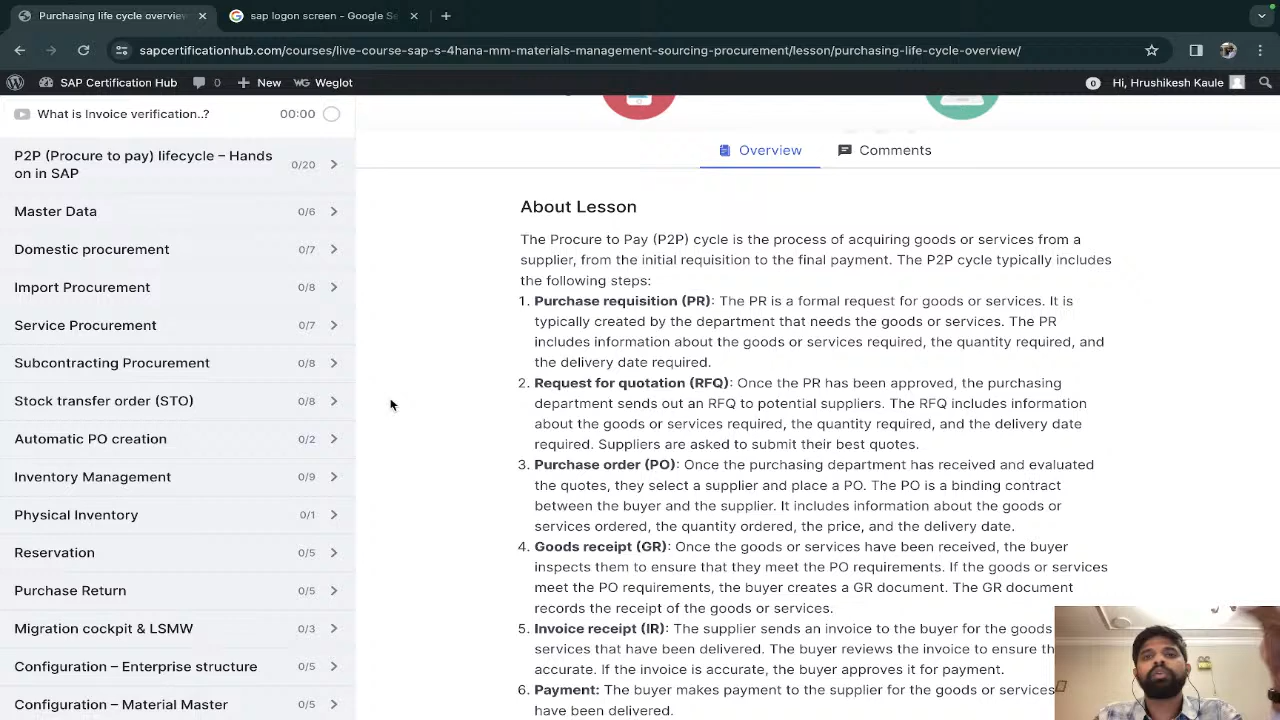 Purchasing life cycle overview
sap logon screen - Google Se
sapcertificationhub.com/courses/live-course-sap-s-4hana-mm-materials-management-sourcing-procurement/lesson/purchasing-life-cycle-overview/
SAP Certification Hub 0 New WG Weglot 0 Hi, Hrushikesh Kaule
What is Invoice verification..? 00:00
P2P (Procure to pay) lifecycle – Hands
on in SAP
0/20
Master Data 0/6
Domestic procurement 0/7
Import Procurement 0/8
Service Procurement 0/7
Subcontracting Procurement 0/8
Stock transfer order (STO) 0/8
Automatic PO creation 0/2
Inventory Management 0/9
Physical Inventory 0/1
Reservation 0/5
Purchase Return 0/5
Migration cockpit & LSMW 0/3
Configuration – Enterprise structure 0/5
Configuration – Material Master 0/5
Overview Comments
About Lesson
The Procure to Pay (P2P) cycle is the process of acquiring goods or services from a
supplier, from the initial requisition to the final payment. The P2P cycle typically includes
the following steps:
1. Purchase requisition (PR): The PR is a formal request for goods or services. It is
typically created by the department that needs the goods or services. The PR
includes information about the goods or services required, the quantity required, and
the delivery date required.
2. Request for quotation (RFQ): Once the PR has been approved, the purchasing
department sends out an RFQ to potential suppliers. The RFQ includes information
about the goods or services required, the quantity required, and the delivery date
required. Suppliers are asked to submit their best quotes.
3. Purchase order (PO): Once the purchasing department has received and evaluated
the quotes, they select a supplier and place a PO. The PO is a binding contract
between the buyer and the supplier. It includes information about the goods or
services ordered, the quantity ordered, the price, and the delivery date.
4. Goods receipt (GR): Once the goods or services have been received, the buyer
inspects them to ensure that they meet the PO requirements. If the goods or services
meet the PO requirements, the buyer creates a GR document. The GR document
records the receipt of the goods or services.
5. Invoice receipt (IR): The supplier sends an invoice to the buyer for the goods
services that have been delivered. The buyer reviews the invoice to ensure th
accurate. If the invoice is accurate, the buyer approves it for payment.
6. Payment: The buyer makes payment to the supplier for the goods or services
have been delivered.